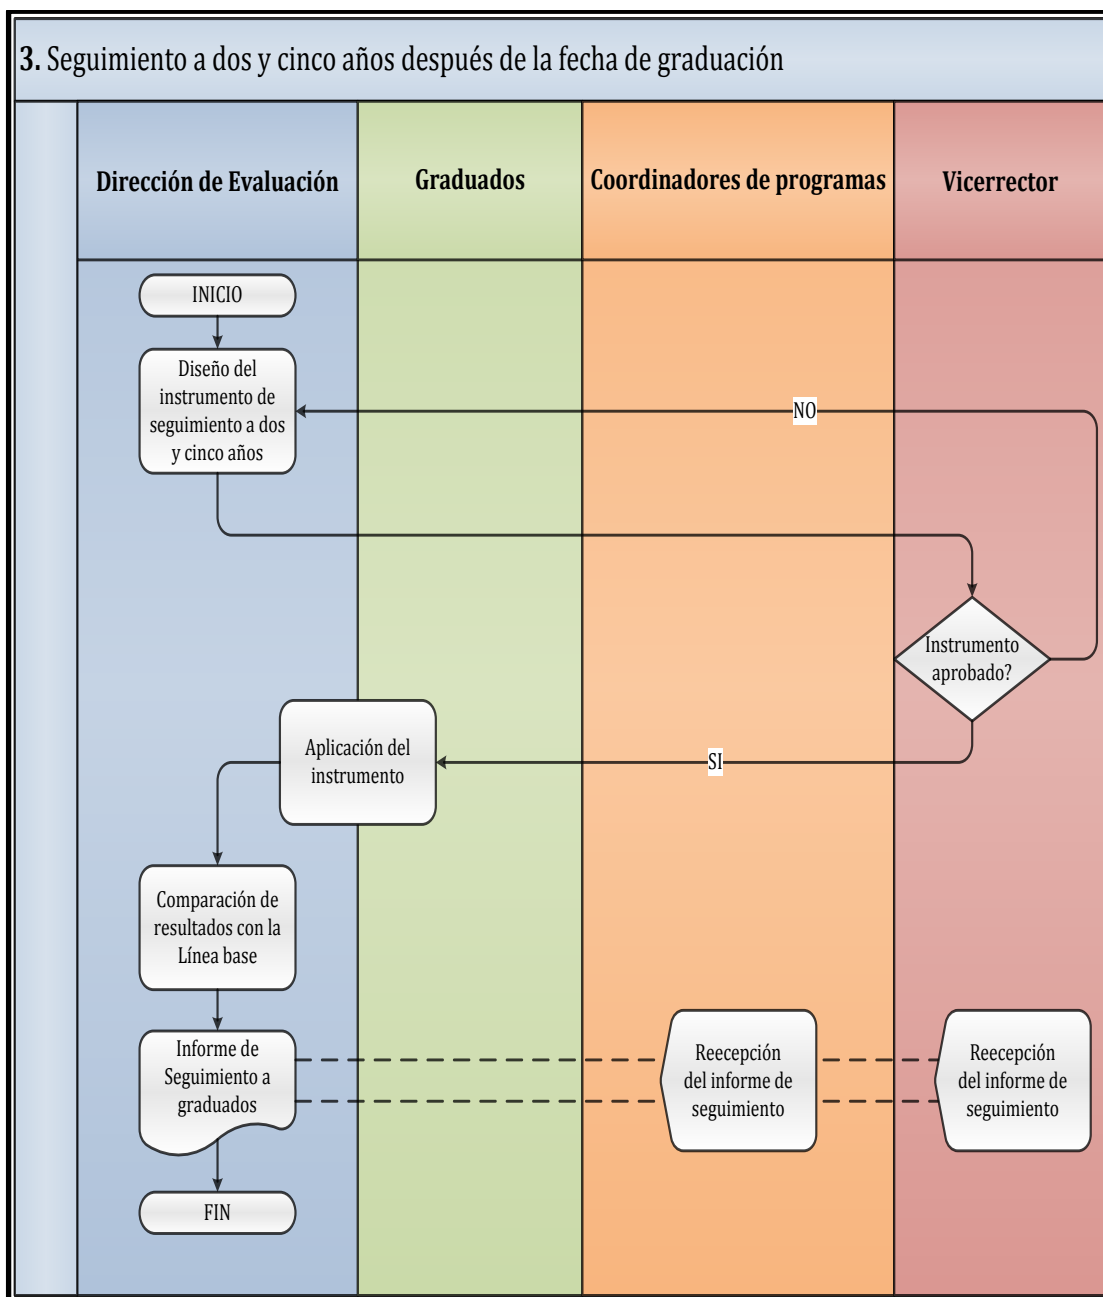 3. Seguimiento a dos y cinco años después de la fecha de graduación
Dirección de Evaluación
Graduados
Coordinadores de programas
Vicerrector
INICIO
Diseño del
instrumento de
seguimiento a dos
y cinco años
NO
Instrumento
aprobado?
SI
Aplicación del
instrumento
Comparación de
resultados con la
Línea base
Informe de
Seguimiento a
graduados
Reecepción
del informe de
seguimiento
Reecepción
del informe de
seguimiento
FIN